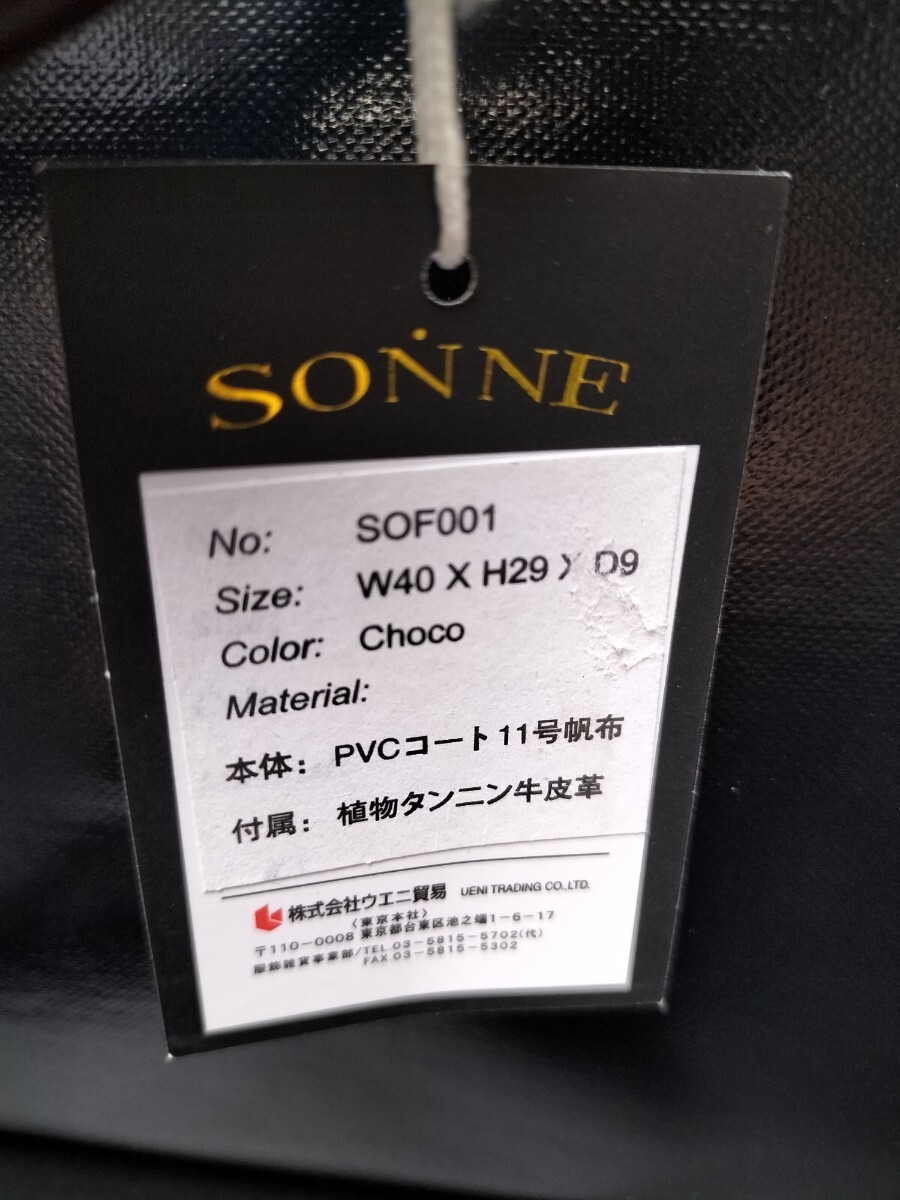 SONNE
No: SOF001
Size: W40 X H29 X D9
Color: Choco
Material:
本体: PVCコート11号帆布
付属: 植物タンニン牛皮革
株式会社ウエニ貿易 UENI TRADING CO.,LTD.
〈東京本社〉
〒110-0008 東京都台東区池之端1-6-17
服飾雑貨事業部/TEL.03-5815-5702(代)
FAX.03-5815-5302